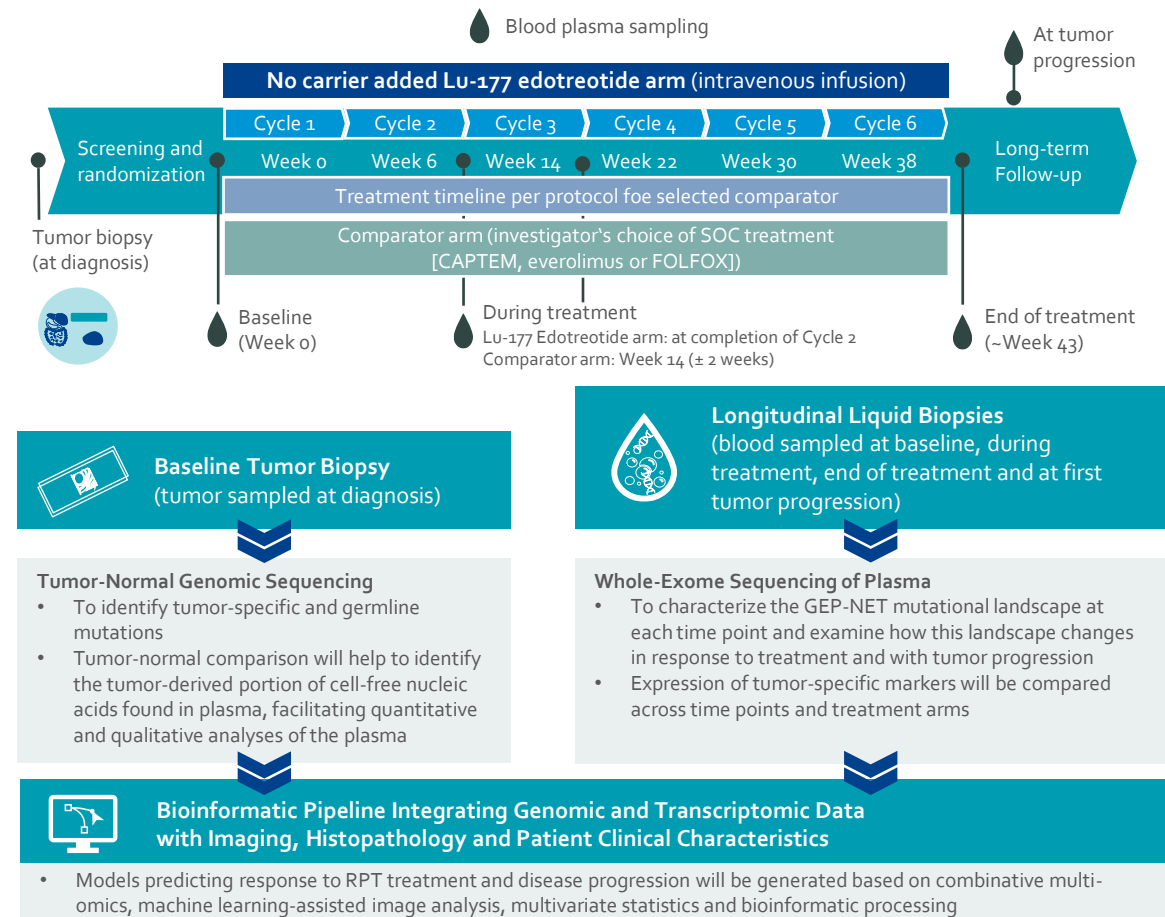 Blood plasma sampling
At tumor
progression
No carrier added Lu-177 edotreotide arm (intravenous infusion)
Cycle 1
Cycle 2
Cycle 3
Cycle 4
Cycle 5
Cycle 6
Screening and
randomization
Week 0
Week 6
Week 14
Week 22
Week 30
Week 38
Long-term
Follow-up
Treatment timeline per protocol foe selected comparator
Comparator arm (investigator's choice of SOC treatment
[CAPTEM, everolimus or FOLFOX])
Tumor biopsy
(at diagnosis)
Baseline
(Week 0)
During treatment
Lu-177 Edotreotide arm: at completion of Cycle 2
Comparator arm: Week 14 (± 2 weeks)
End of treatment
(~Week 43)
Baseline Tumor Biopsy
(tumor sampled at diagnosis)
Longitudinal Liquid Biopsies
(blood sampled at baseline, during
treatment, end of treatment and at first
tumor progression)
Tumor-Normal Genomic Sequencing
• To identify tumor-specific and germline
mutations
• Tumor-normal comparison will help to identify
the tumor-derived portion of cell-free nucleic
acids found in plasma, facilitating quantitative
and qualitative analyses of the plasma
Whole-Exome Sequencing of Plasma
• To characterize the GEP-NET mutational landscape at
each time point and examine how this landscape changes
in response to treatment and with tumor progression
• Expression of tumor-specific markers will be compared
across time points and treatment arms
Bioinformatic Pipeline Integrating Genomic and Transcriptomic Data
with Imaging, Histopathology and Patient Clinical Characteristics
• Models predicting response to RPT treatment and disease progression will be generated based on combinative multi-
omics, machine learning-assisted image analysis, multivariate statistics and bioinformatic processing